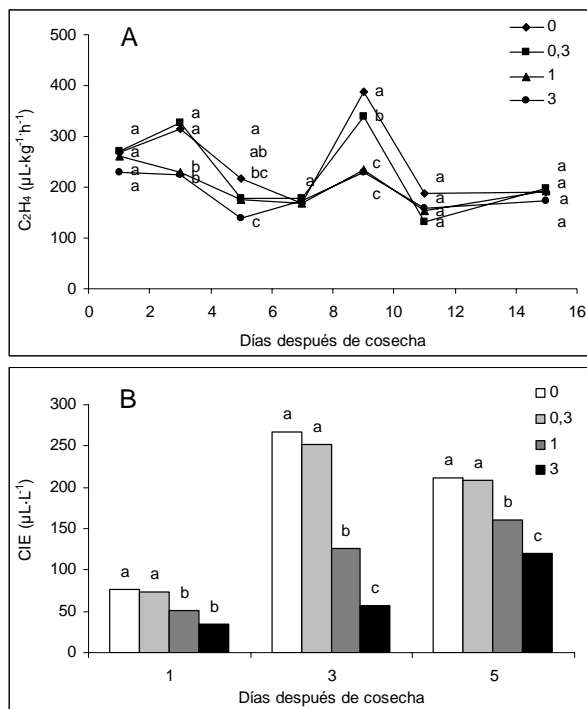 A
C₂H₄ (µL·kg⁻¹·h⁻¹)
500
400
300
200
100
0
0 2 4 6 8 10 12 14 16
Días después de cosecha
0
0,3
1
3
a
a
a
a
a
a
b
b
a
ab
bc
c
a
a
b
c
c
a
a
a
a
a
a
a
a
B
CIE (µL·L⁻¹)
300
250
200
150
100
50
0
a a b b
a a b c
a a b c
1 3 5
Días después de cosecha
0
0,3
1
3